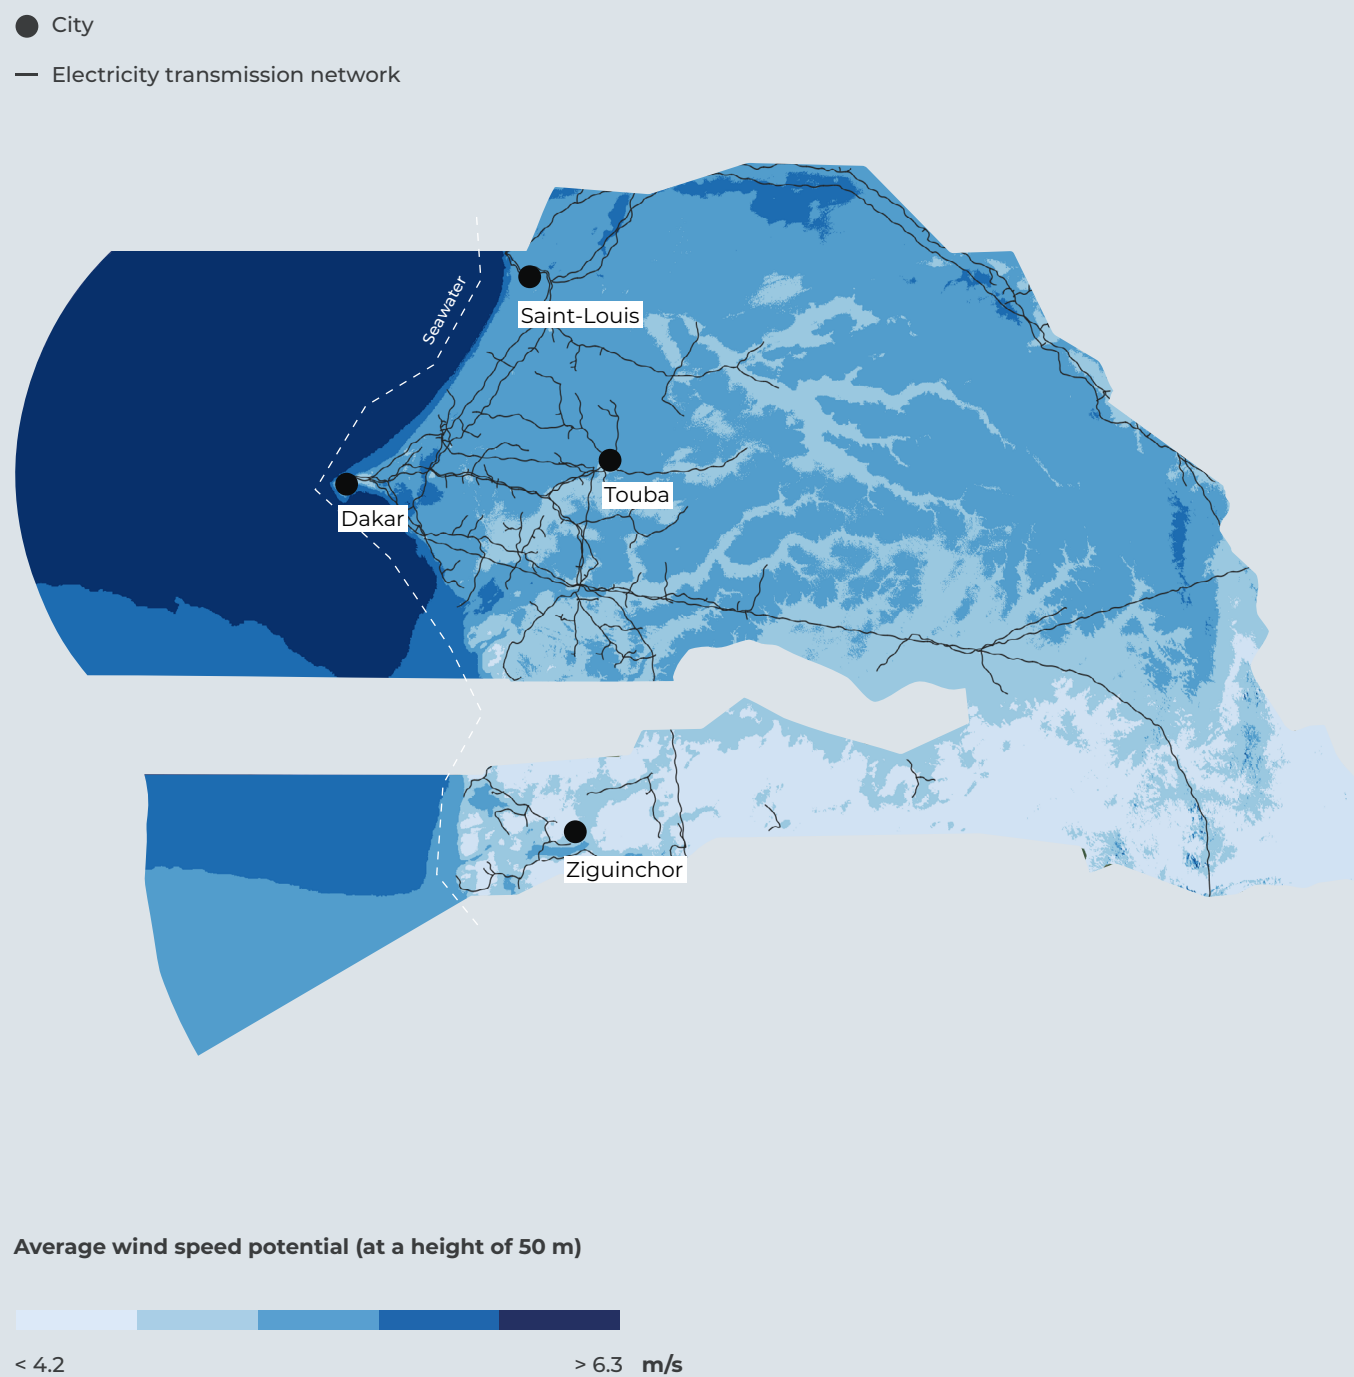 City
Electricity transmission network
Seawater
Saint-Louis
Touba
Dakar
Ziguinchor
Average wind speed potential (at a height of 50 m)
< 4.2
> 6.3 m/s